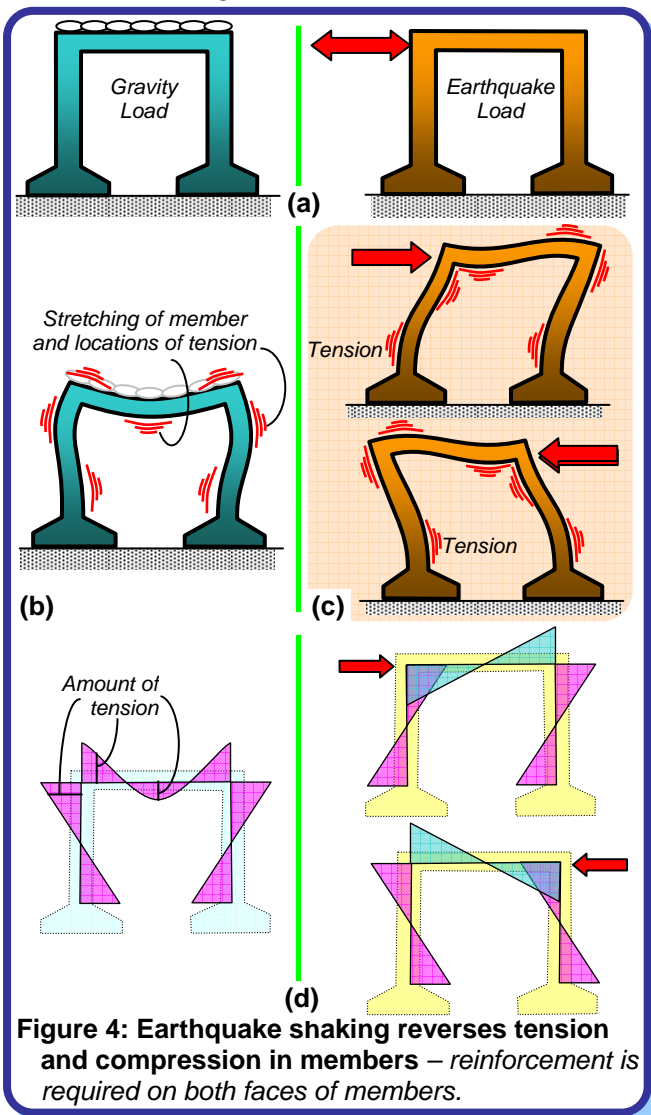 Gravity
Load
Earthquake
Load
(a)
Stretching of member
and locations of tension
Tension
Tension
(b)
(c)
Amount of
tension
(d)
Figure 4: Earthquake shaking reverses tension
and compression in members – reinforcement is
required on both faces of members.